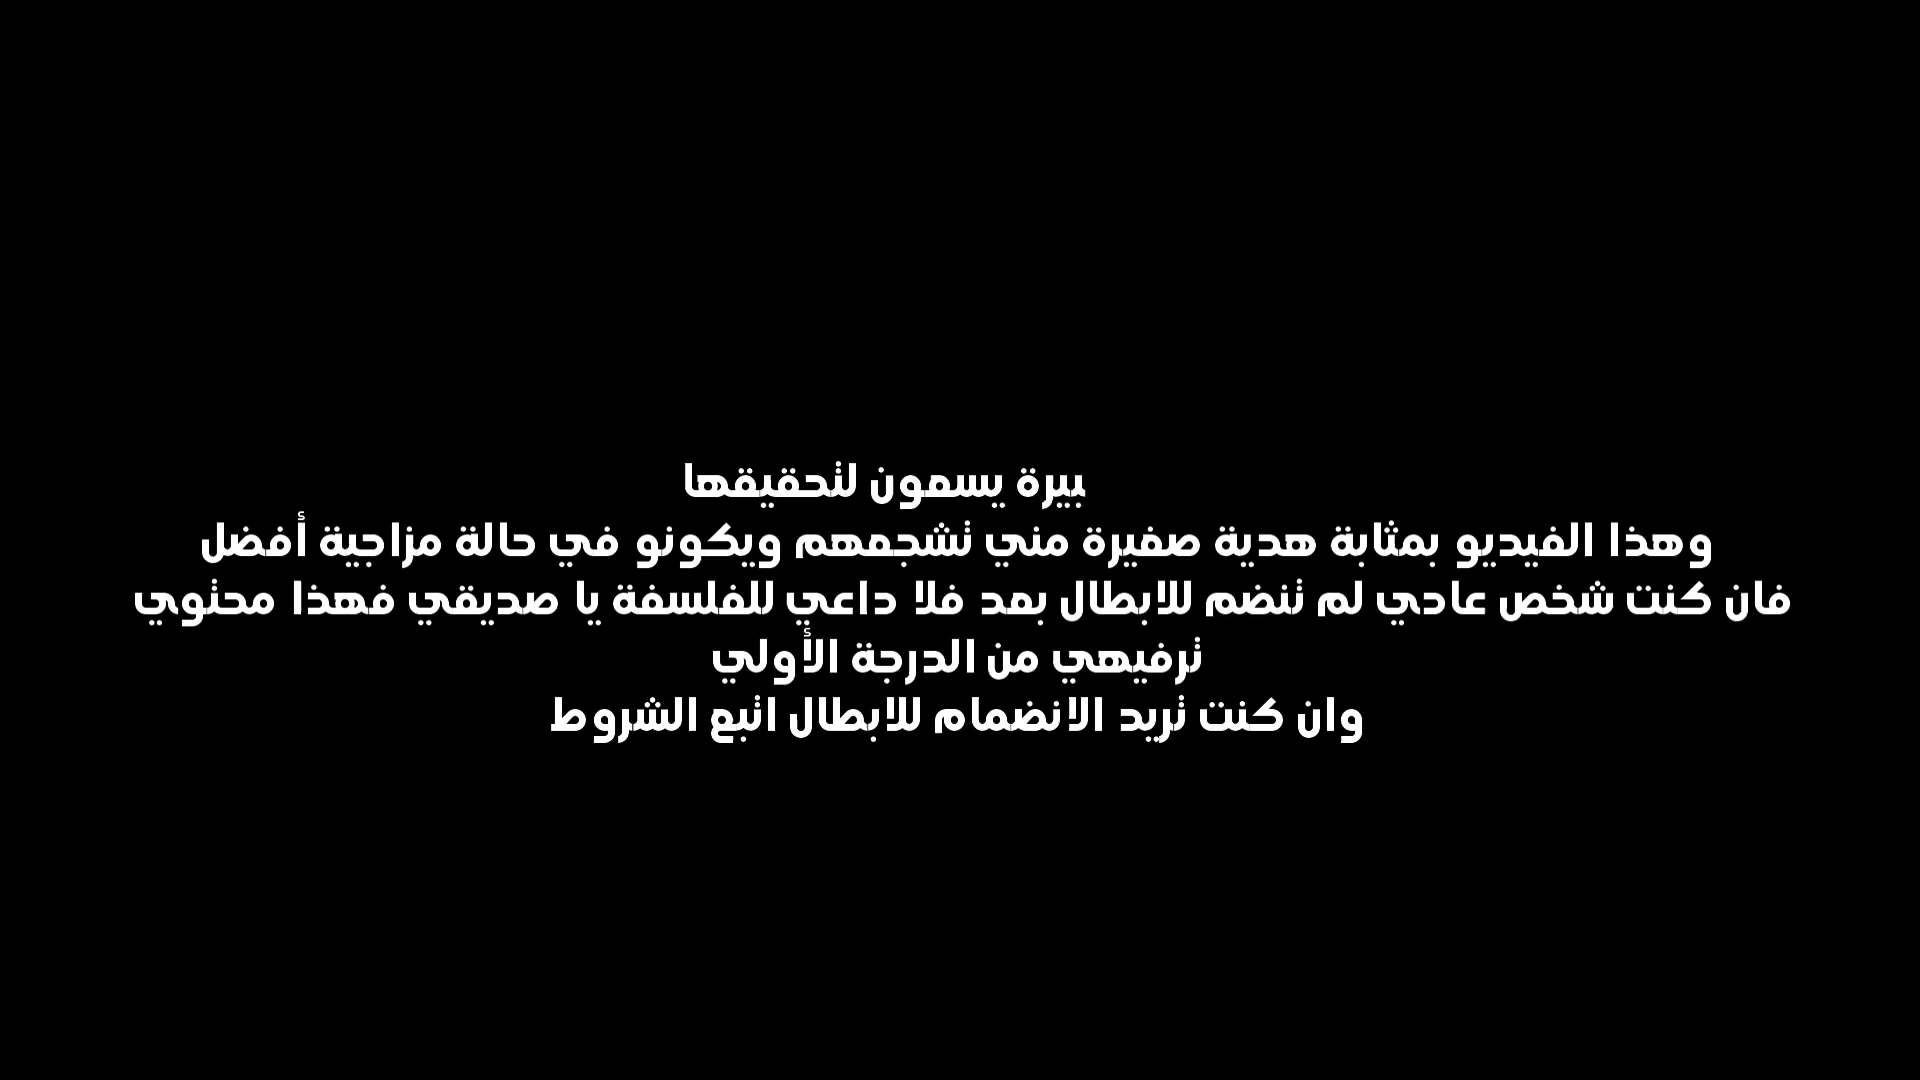 بيرة يسعون لتحقيقها
وهذا الفيديو بمثابة هدية صغيرة مني تشجعهم ويكونو في حالة مزاجية أفضل
فان كنت شخص عادي لم تنضم للابطال بعد فلا داعي للفلسفة يا صديقي فهذا محتوي
ترفيهي من الدرجة الأولي
وان كنت تريد الانضمام للابطال اتبع الشروط